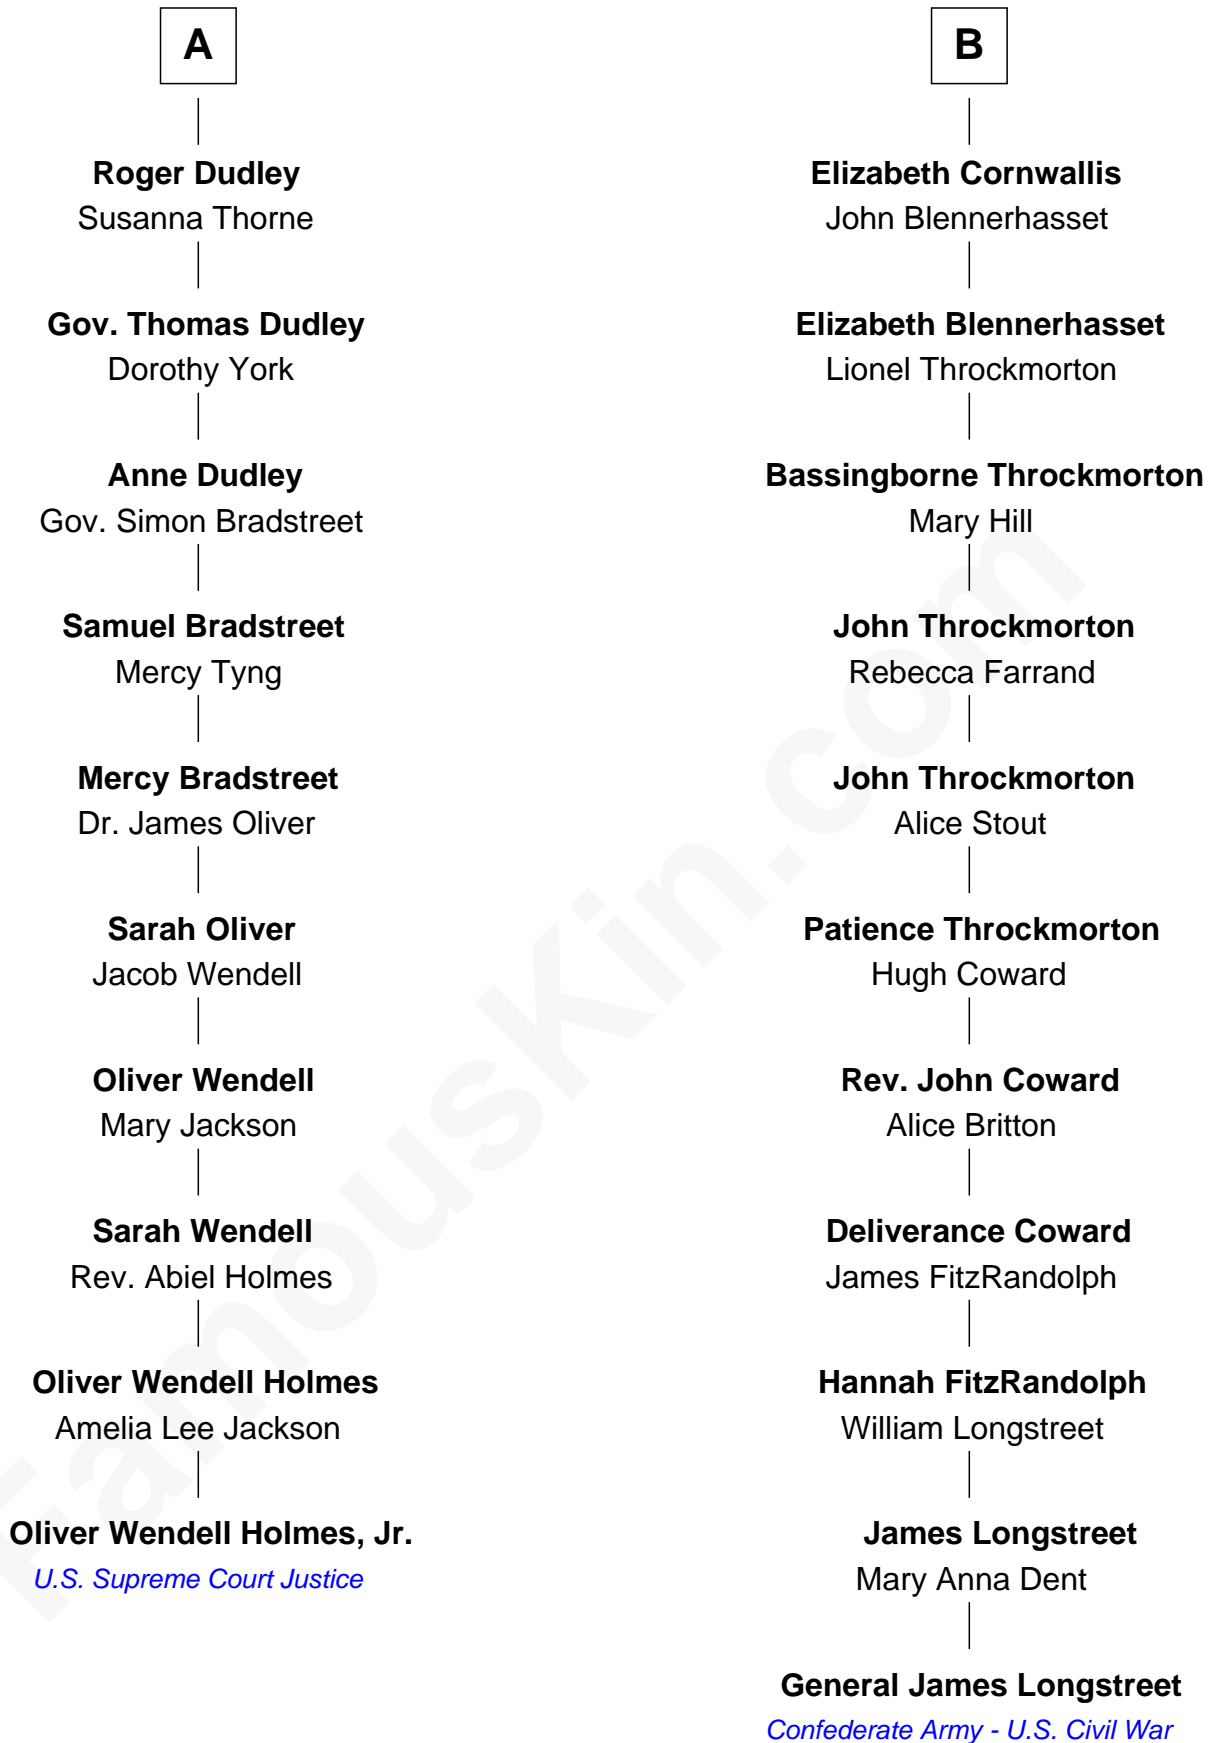 A
Roger Dudley
Susanna Thorne
Gov. Thomas Dudley
Dorothy York
Anne Dudley
Gov. Simon Bradstreet
Samuel Bradstreet
Mercy Tyng
Mercy Bradstreet
Dr. James Oliver
Sarah Oliver
Jacob Wendell
Oliver Wendell
Mary Jackson
Sarah Wendell
Rev. Abiel Holmes
Oliver Wendell Holmes
Amelia Lee Jackson
Oliver Wendell Holmes, Jr.
U.S. Supreme Court Justice
B
Elizabeth Cornwallis
John Blennerhasset
Elizabeth Blennerhasset
Lionel Throckmorton
Bassingborne Throckmorton
Mary Hill
John Throckmorton
Rebecca Farrand
John Throckmorton
Alice Stout
Patience Throckmorton
Hugh Coward
Rev. John Coward
Alice Britton
Deliverance Coward
James FitzRandolph
Hannah FitzRandolph
William Longstreet
James Longstreet
Mary Anna Dent
General James Longstreet
Confederate Army - U.S. Civil War
FamousKin.com